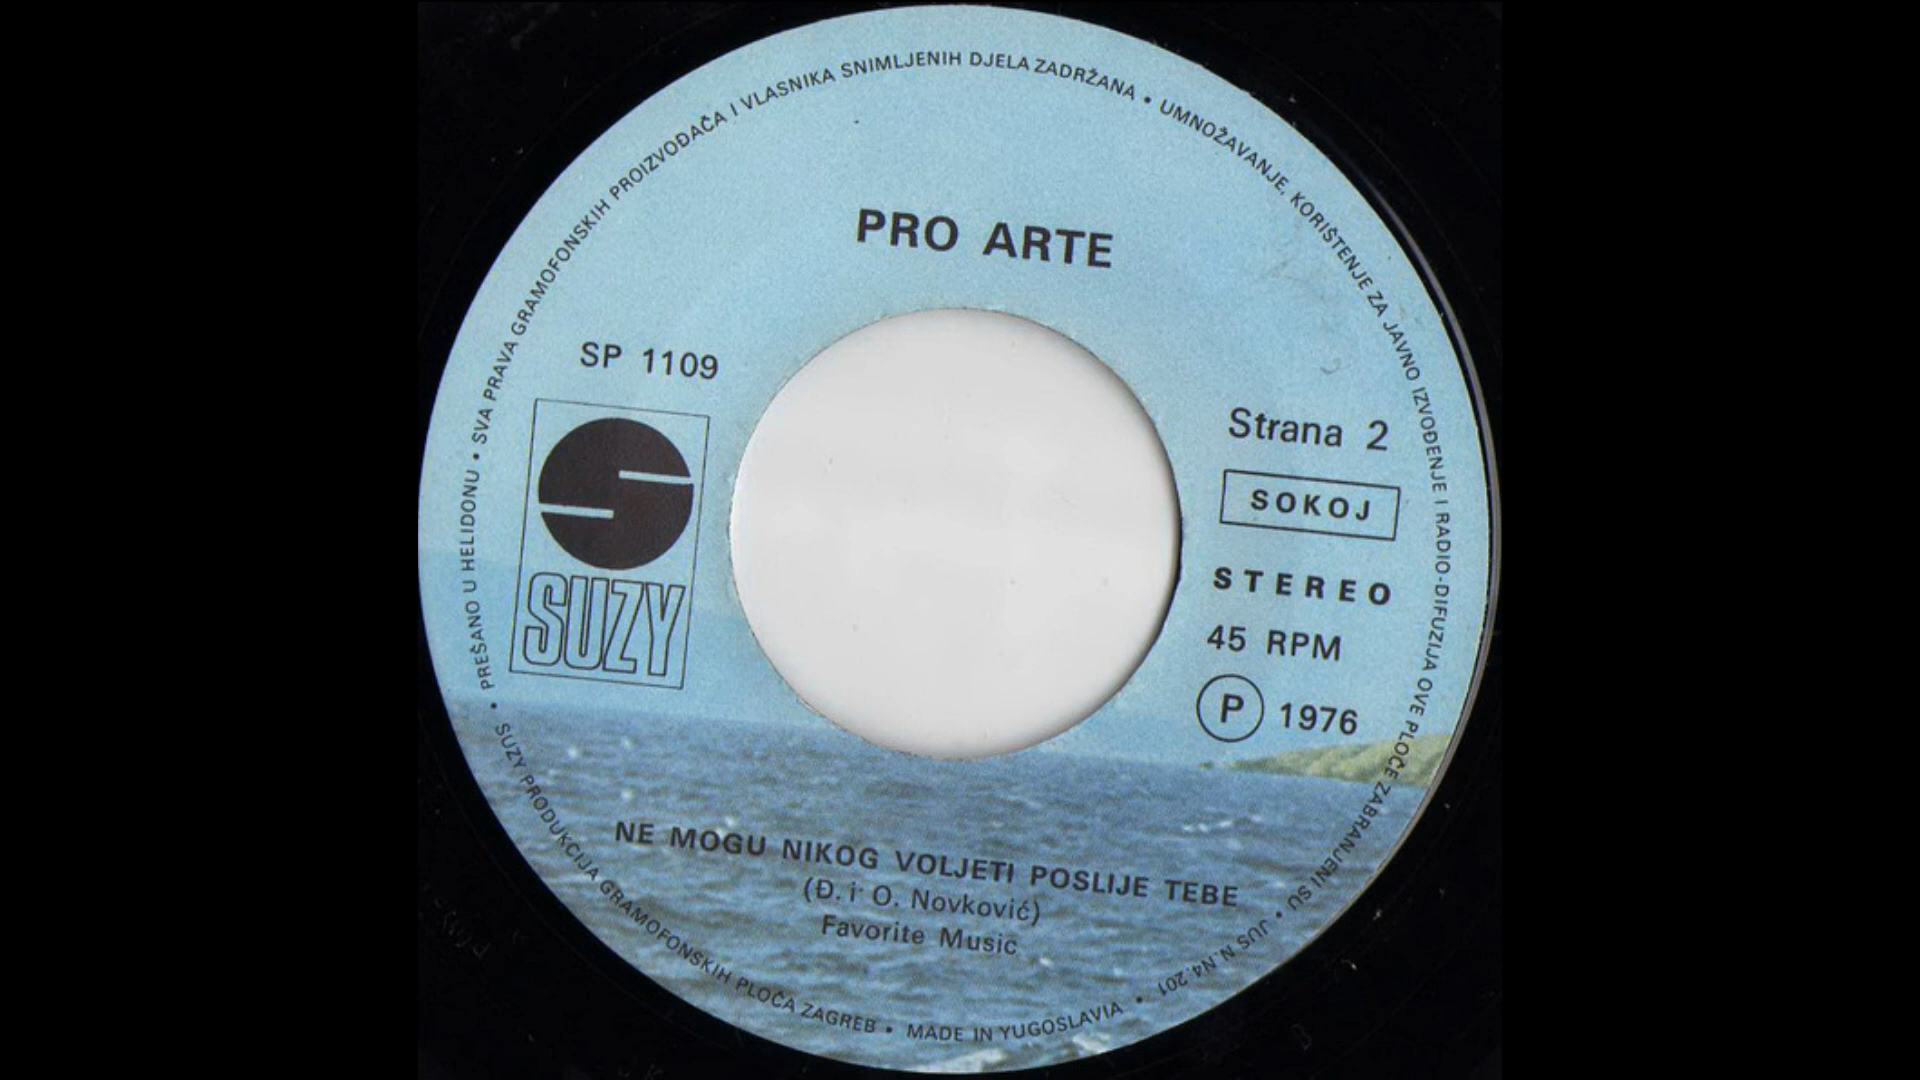 SVA PRAVA GRAMOFONSKIH PROIZVOĐAČA I VLASNIKA SNIMLJENIH DJELA ZADRŽANA • UMNOŽAVANJE, KORIŠTENJE ZA JAVNO IZVOĐENJE I RADIO-DIFUZIJA OVE PLOČE ZABRANJENI SU • JUS N.N4.201 •
PRO ARTE
SP 1109
SUZY
Strana 2
SOKOJ
STEREO
45 RPM
P 1976
NE MOGU NIKOG VOLJETI POSLIJE TEBE
(Đ. i O. Novković)
Favorite Music
• PREŠANO U HELIDONU •
SUZY PRODUKCIJA GRAMOFONSKIH PLOČA ZAGREB • MADE IN YUGOSLAVIA